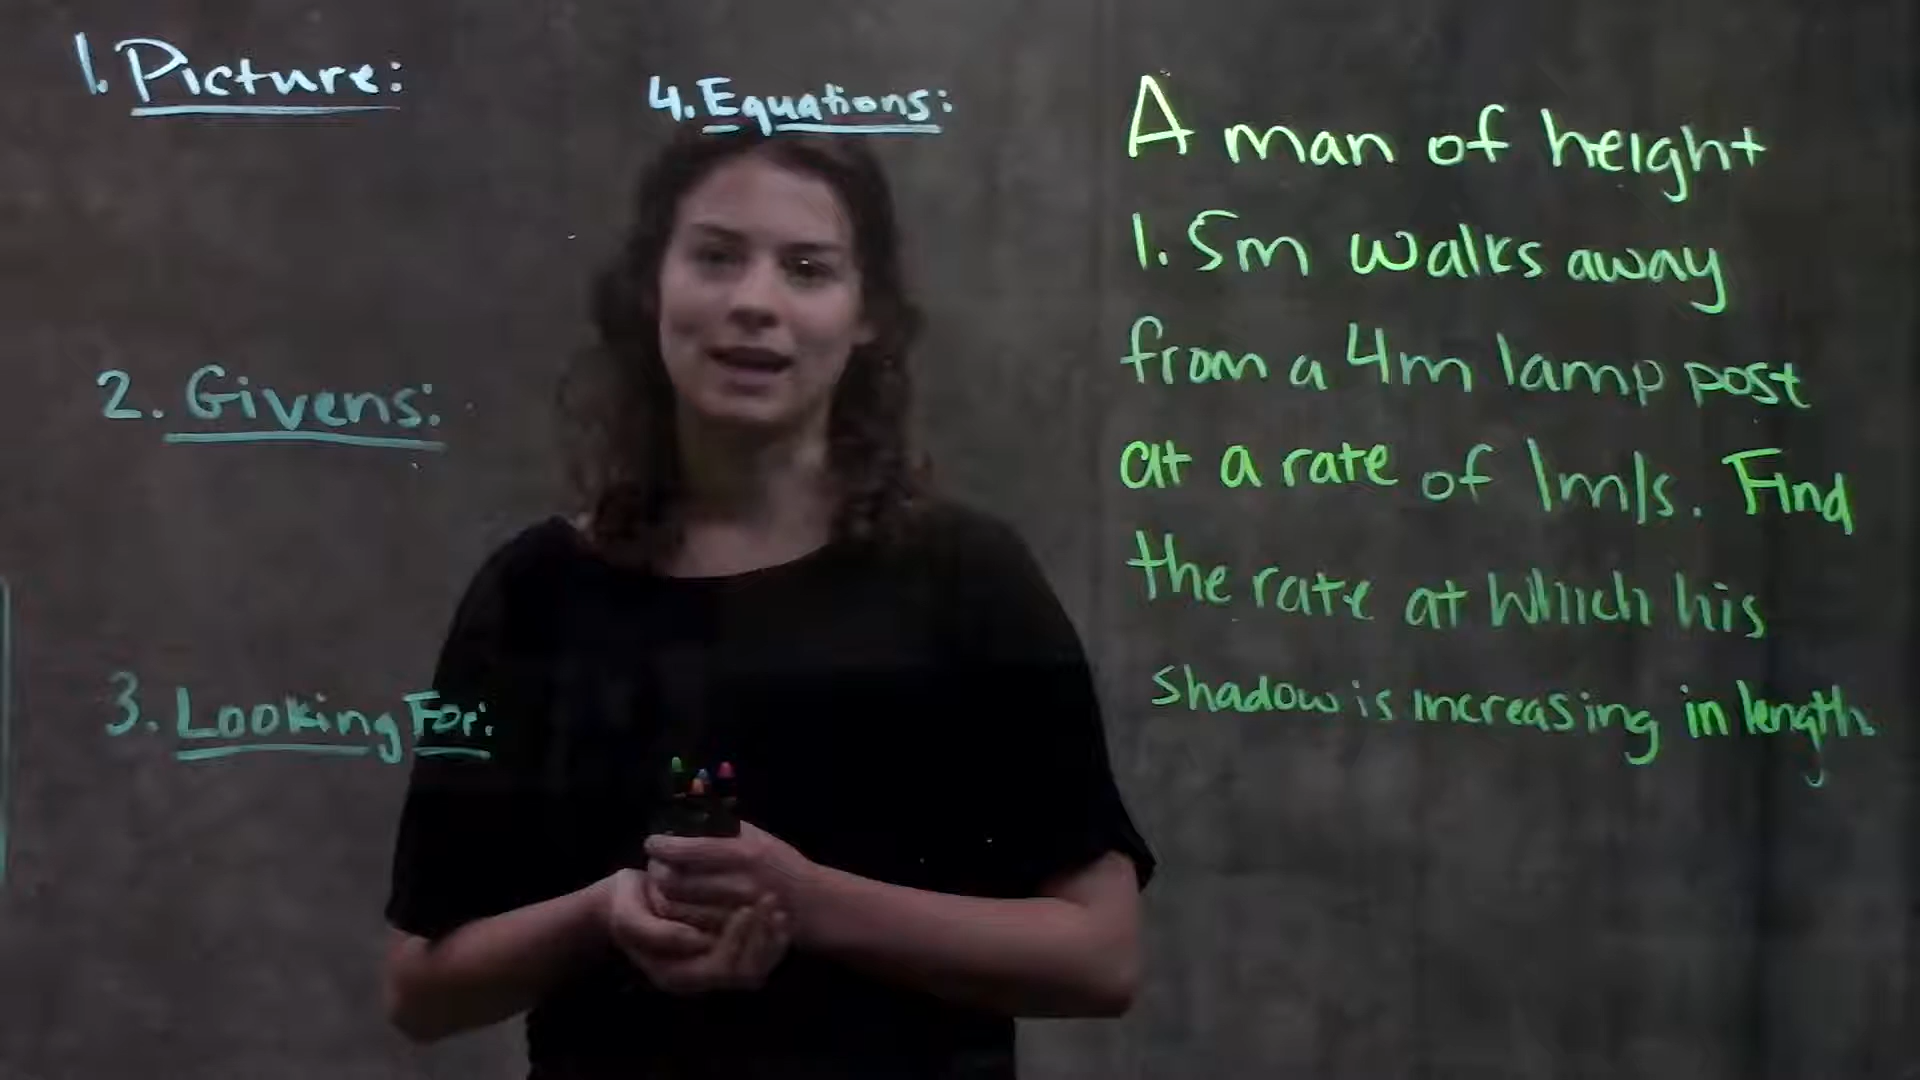 1. Picture:
2. Givens:
3. Looking For:
4. Equations:
A man of height
1.5m walks away
from a 4m lamp post
at a rate of 1m/s. Find
the rate at which his
shadow is increasing in length.